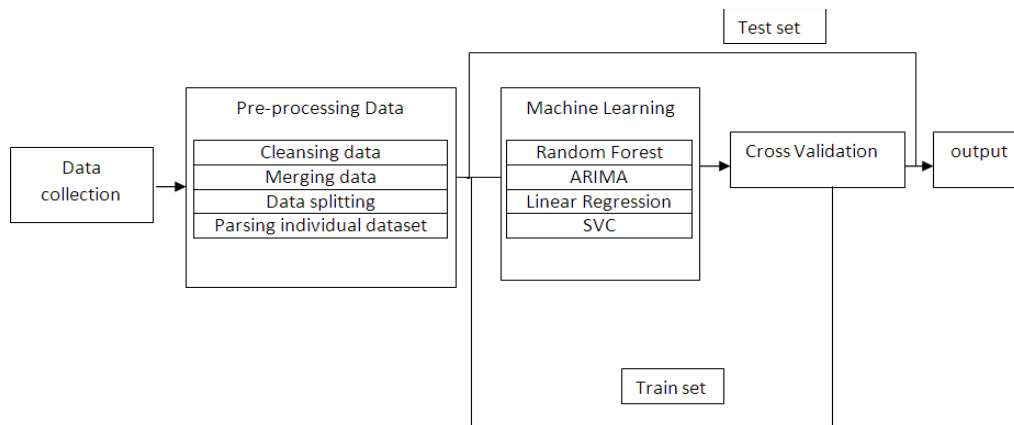 Test set
Pre-processing Data
Machine Learning
Data
collection
Cleansing data
Merging data
Data splitting
Parsing individual dataset
Random Forest
ARIMA
Linear Regression
SVC
Cross Validation
output
Train set